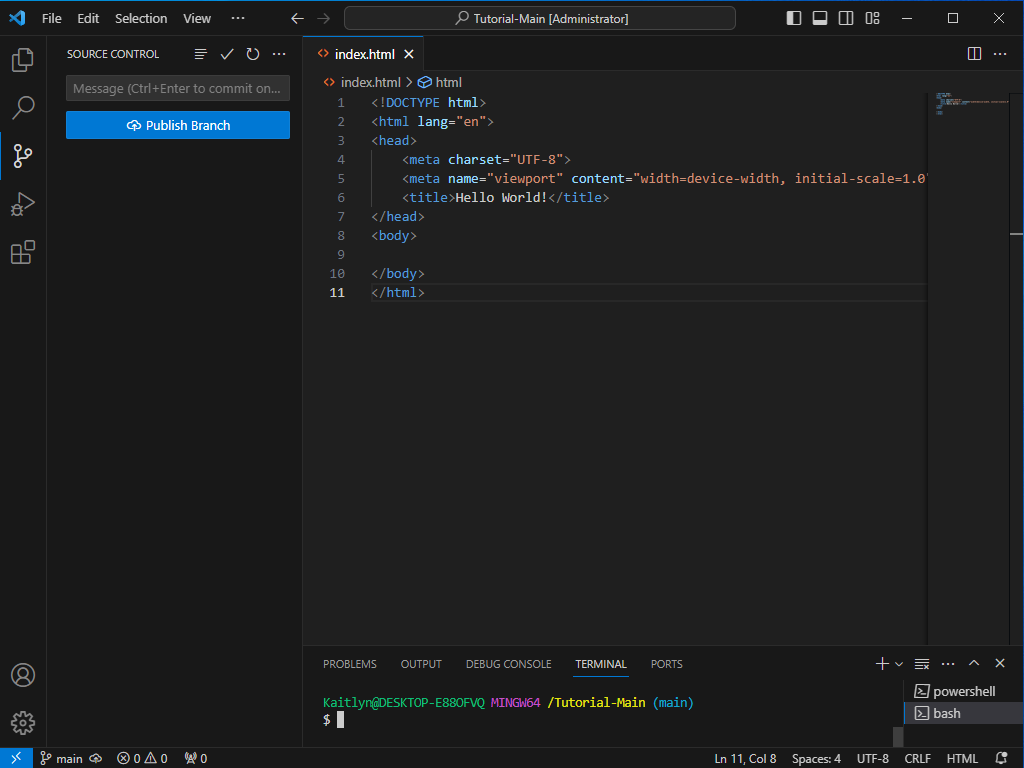 File Edit Selection View ··· Tutorial-Main [Administrator]
SOURCE CONTROL
Message (Ctrl+Enter to commit on...
Publish Branch
index.html
index.html > html
1 <!DOCTYPE html>
2 <html lang="en">
3 <head>
4 <meta charset="UTF-8">
5 <meta name="viewport" content="width=device-width, initial-scale=1.0"
6 <title>Hello World!</title>
7 </head>
8 <body>
9
10 </body>
11 </html>
PROBLEMS OUTPUT DEBUG CONSOLE TERMINAL PORTS
Kaitlyn@DESKTOP-E88OFVQ MINGW64 /Tutorial-Main (main)
$
powershell
bash
main 0 0 0 Ln 11, Col 8 Spaces: 4 UTF-8 CRLF HTML